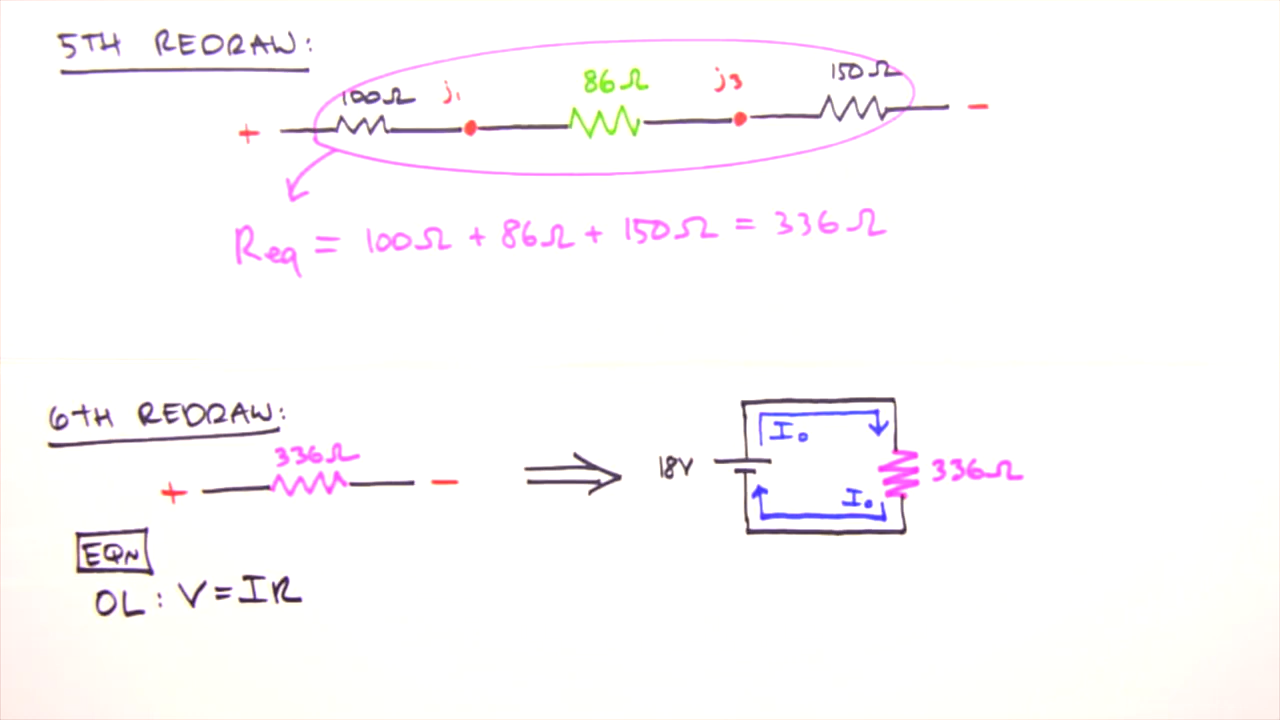 5TH REDRAW:
100Ω j₁ 86Ω j₃ 150Ω
+ −
Req = 100Ω + 86Ω + 150Ω = 336Ω
6TH REDRAW:
336Ω
+ −
18V I₀ I₀ 336Ω
EQN
OL: V = IR